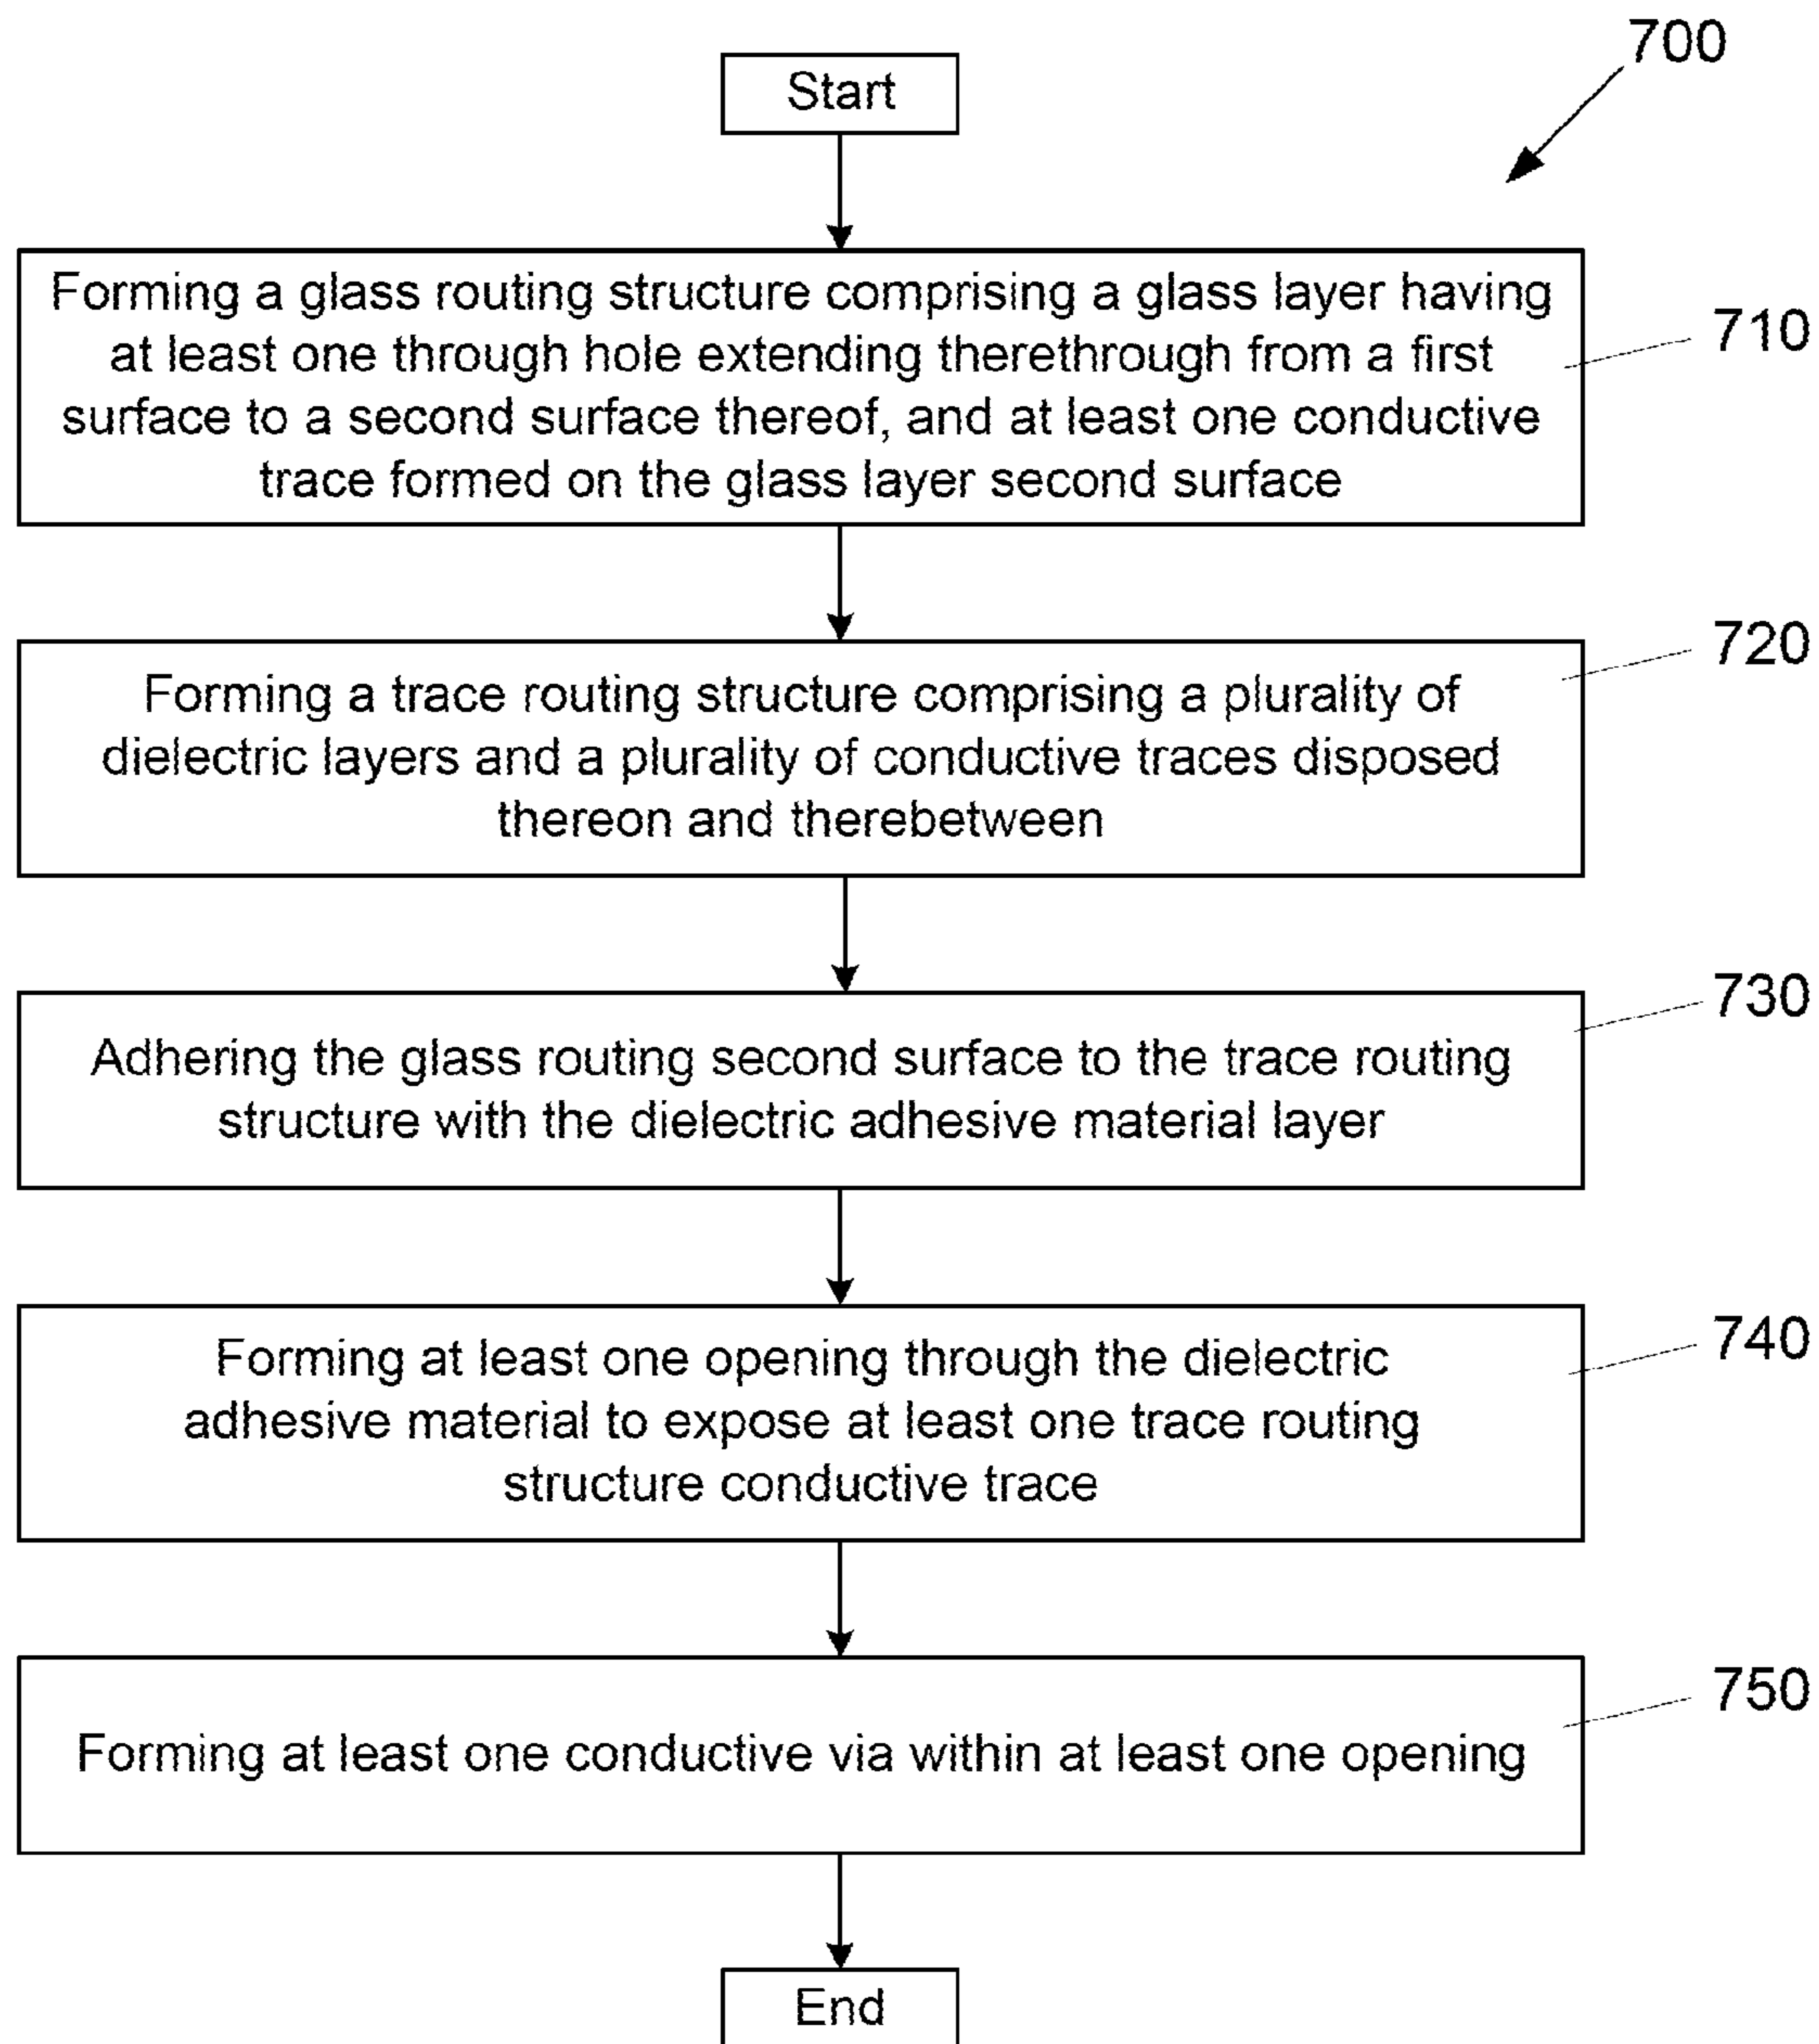 700
Start
Forming a glass routing structure comprising a glass layer having
at least one through hole extending therethrough from a first
surface to a second surface thereof, and at least one conductive
trace formed on the glass layer second surface
710
Forming a trace routing structure comprising a plurality of
dielectric layers and a plurality of conductive traces disposed
thereon and therebetween
720
Adhering the glass routing second surface to the trace routing
structure with the dielectric adhesive material layer
730
Forming at least one opening through the dielectric
adhesive material to expose at least one trace routing
structure conductive trace
740
Forming at least one conductive via within at least one opening
750
End